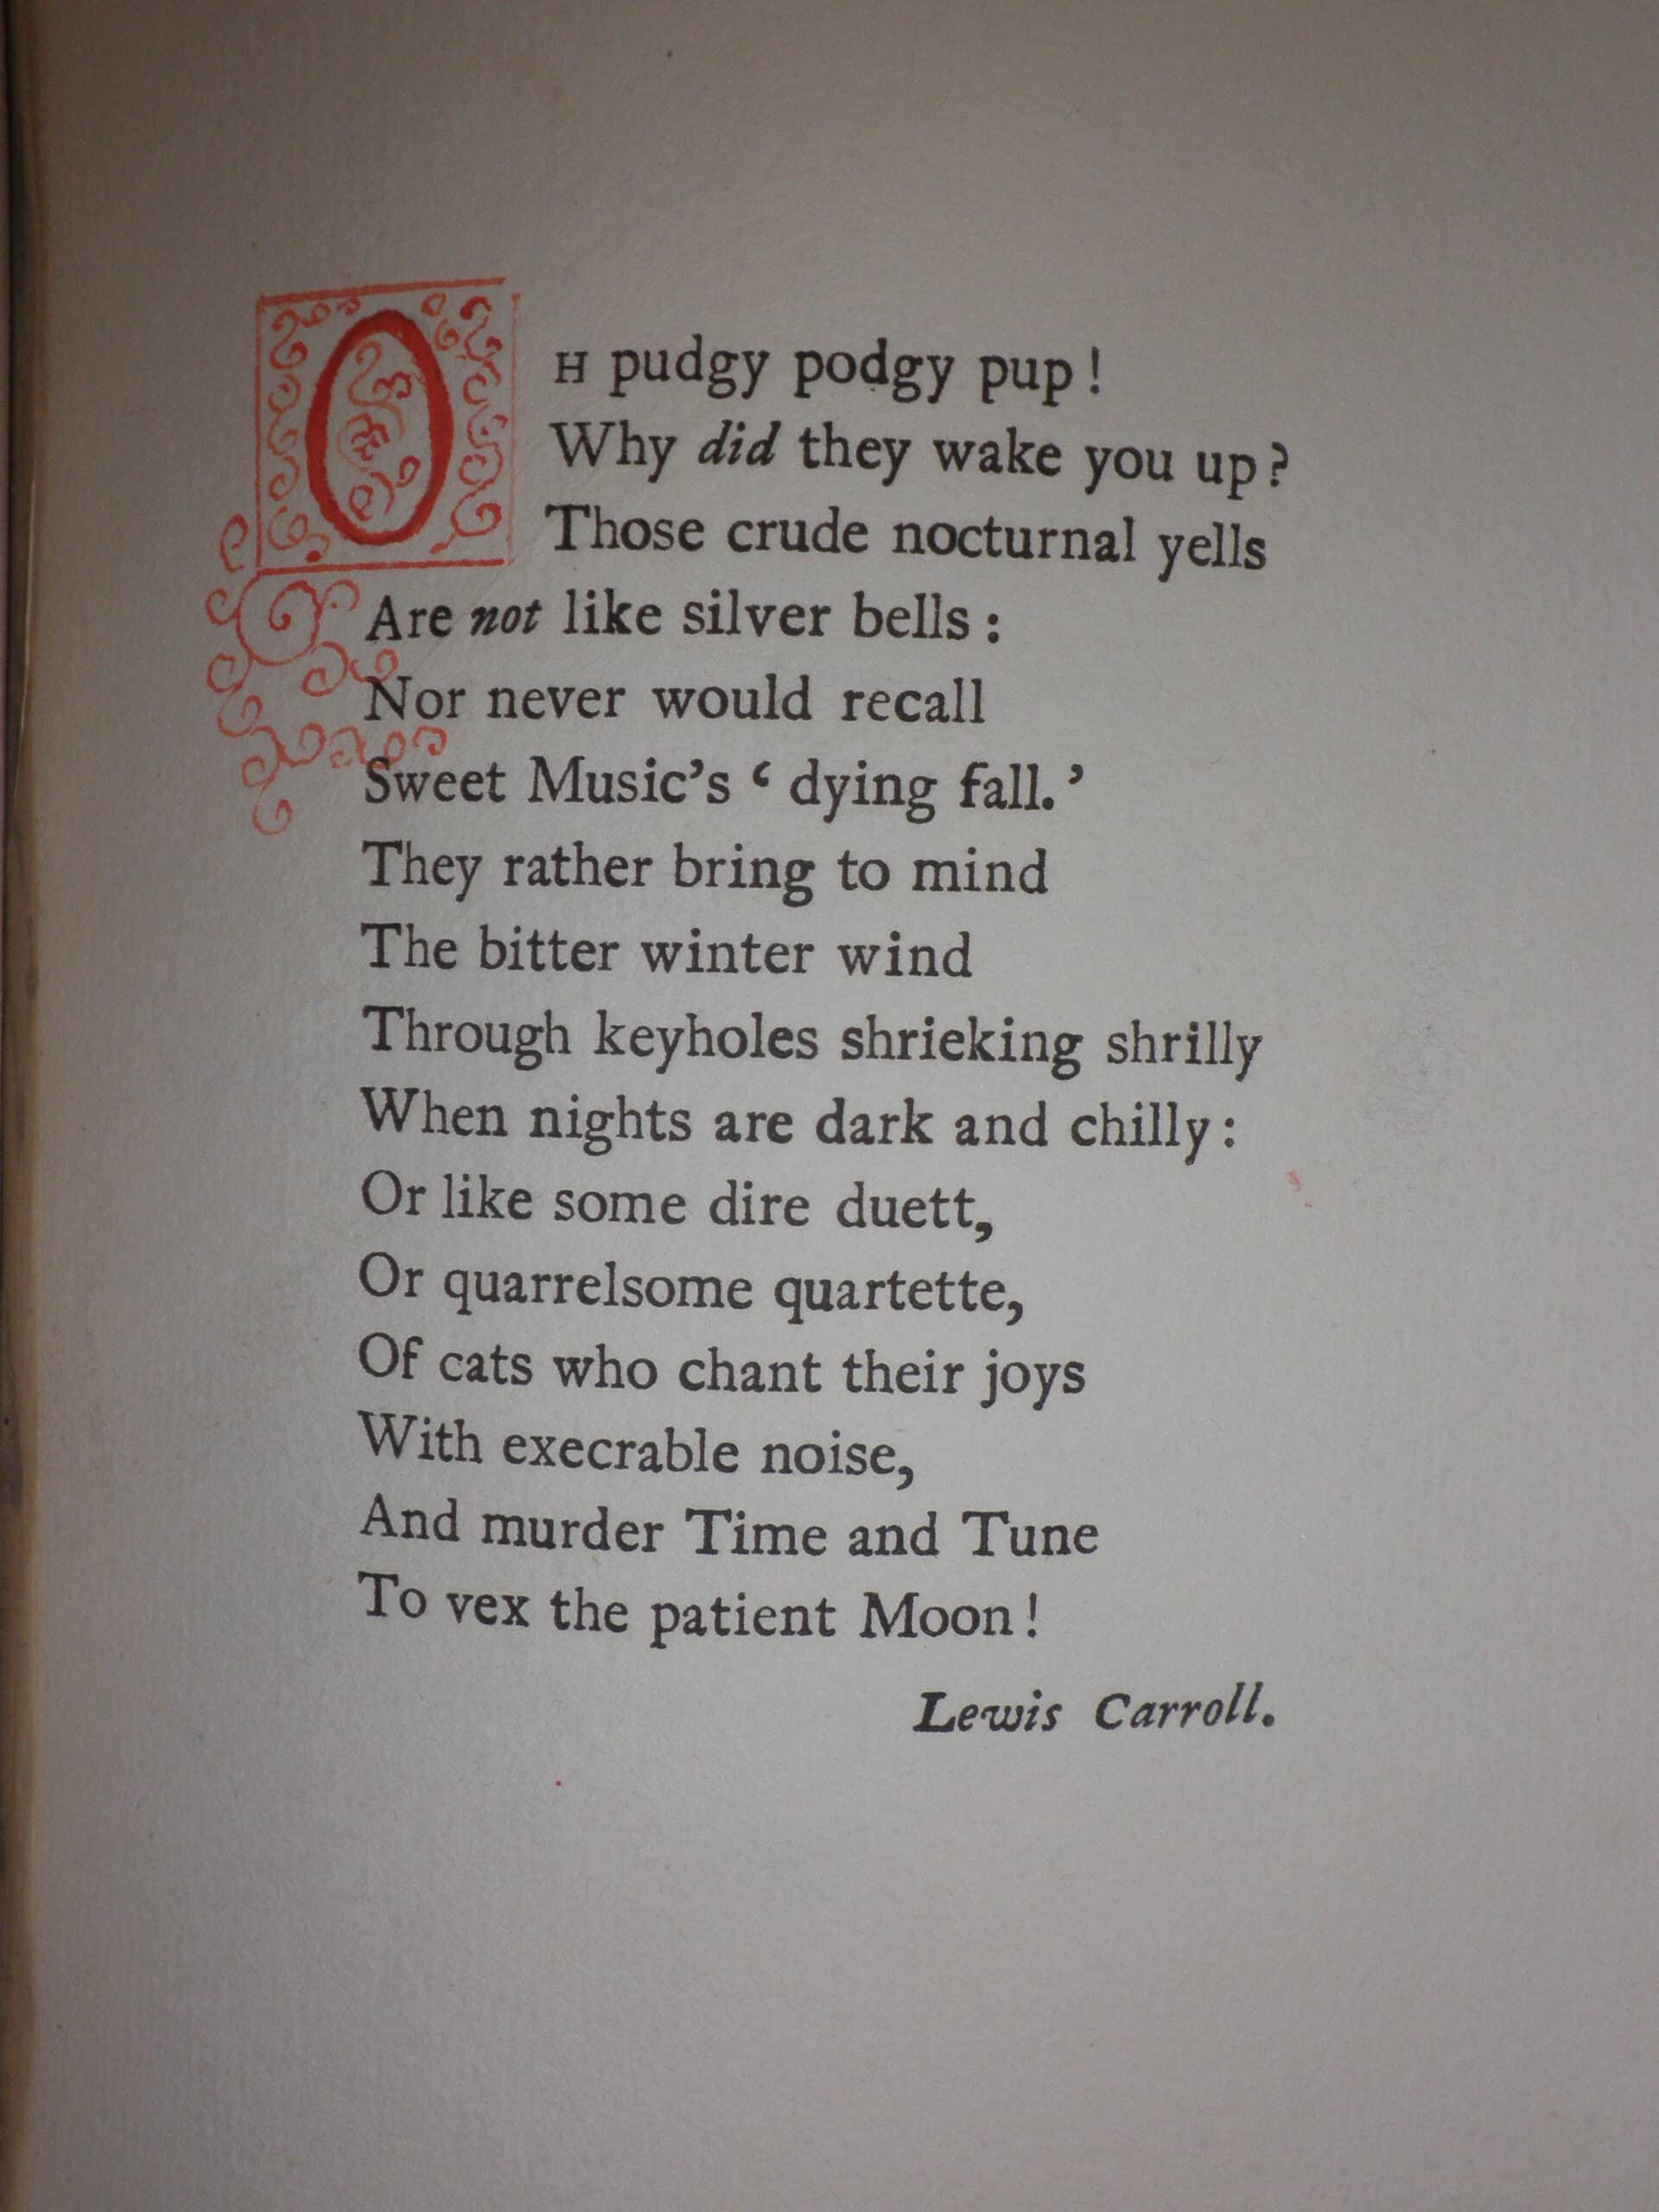 OH pudgy podgy pup!
Why did they wake you up?
Those crude nocturnal yells
Are not like silver bells:
Nor never would recall
Sweet Music's ‘dying fall.’
They rather bring to mind
The bitter winter wind
Through keyholes shrieking shrilly
When nights are dark and chilly:
Or like some dire duett,
Or quarrelsome quartette,
Of cats who chant their joys
With execrable noise,
And murder Time and Tune
To vex the patient Moon!
Lewis Carroll.